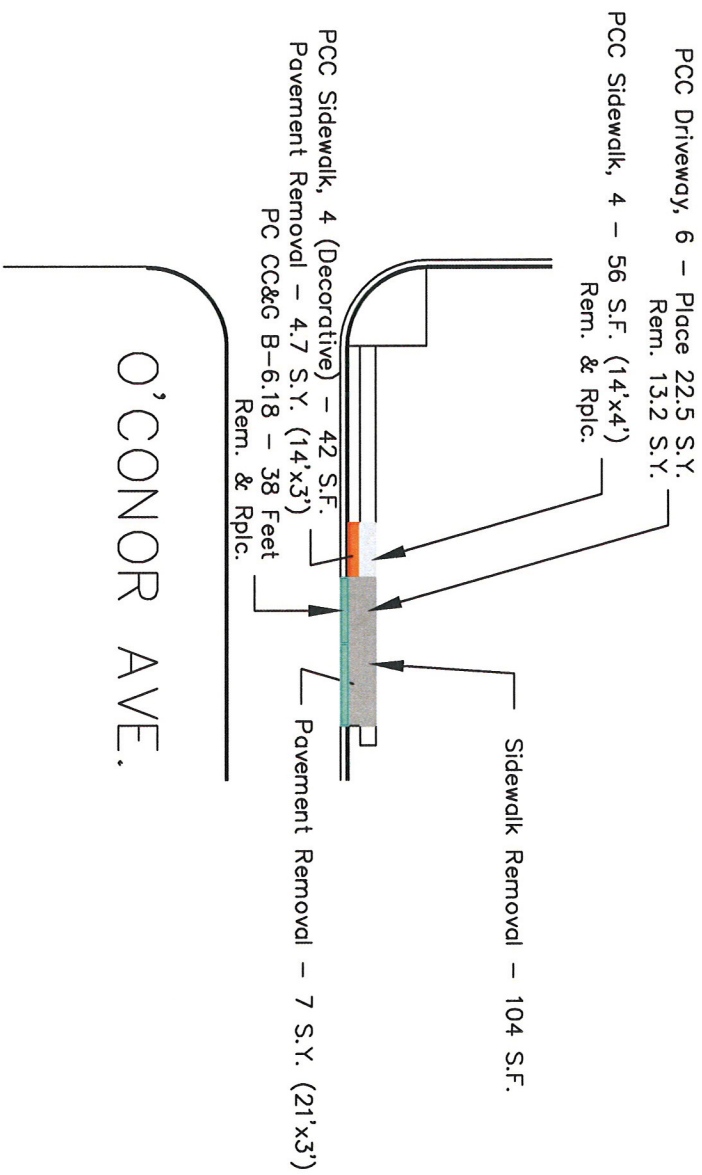 PCC Driveway, 6 - Place 22.5 S.Y.
Rem. 13.2 S.Y.
PCC Sidewalk, 4 - 56 S.F. (14'x4')
Rem. & Rplc.
PCC Sidewalk, 4 (Decorative) - 42 S.F.
Pavement Removal - 4.7 S.Y. (14'x3')
PC CC&G B-6.18 - 38 Feet
Rem. & Rplc.
Sidewalk Removal - 104 S.F.
Pavement Removal - 7 S.Y. (21'x3')
O'CONOR AVE.